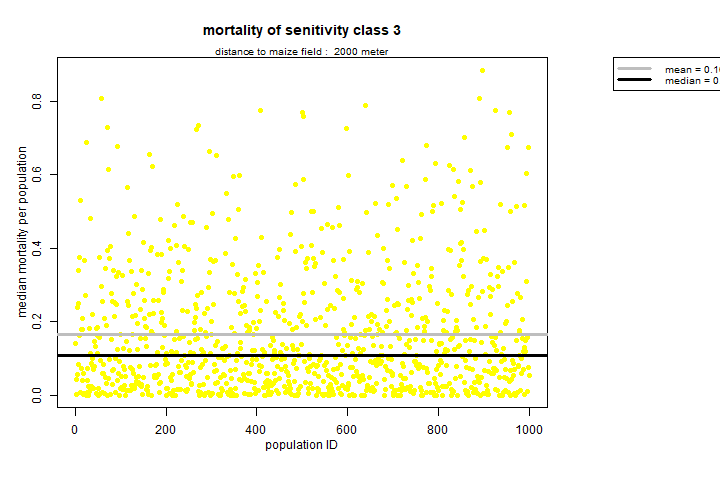 mortality of senitivity class 3
distance to maize field : 2000 meter
mean = 0.16
median = 0
median mortality per population
0.8
0.6
0.4
0.2
0.0
0
200
400
600
800
1000
population ID